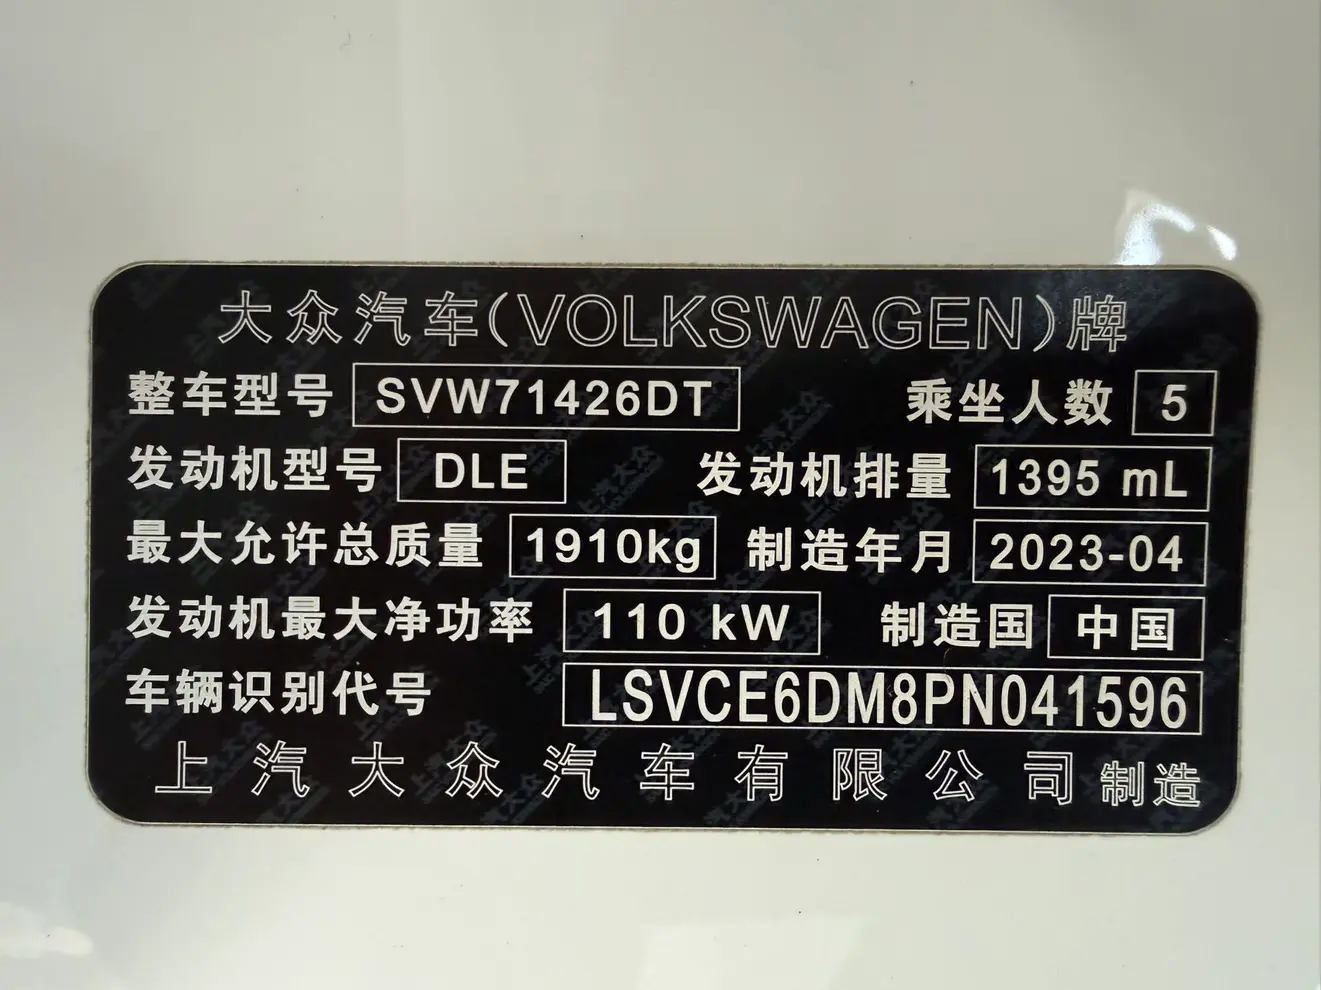 大众汽车(VOLKSWAGEN)牌
整车型号 SVW71426DT 乘坐人数 5
发动机型号 DLE 发动机排量 1395 mL
最大允许总质量 1910kg 制造年月 2023-04
发动机最大净功率 110 kW 制造国 中国
车辆识别代号 LSVCE6DM8PN041596
上汽大众汽车有限公司 制造